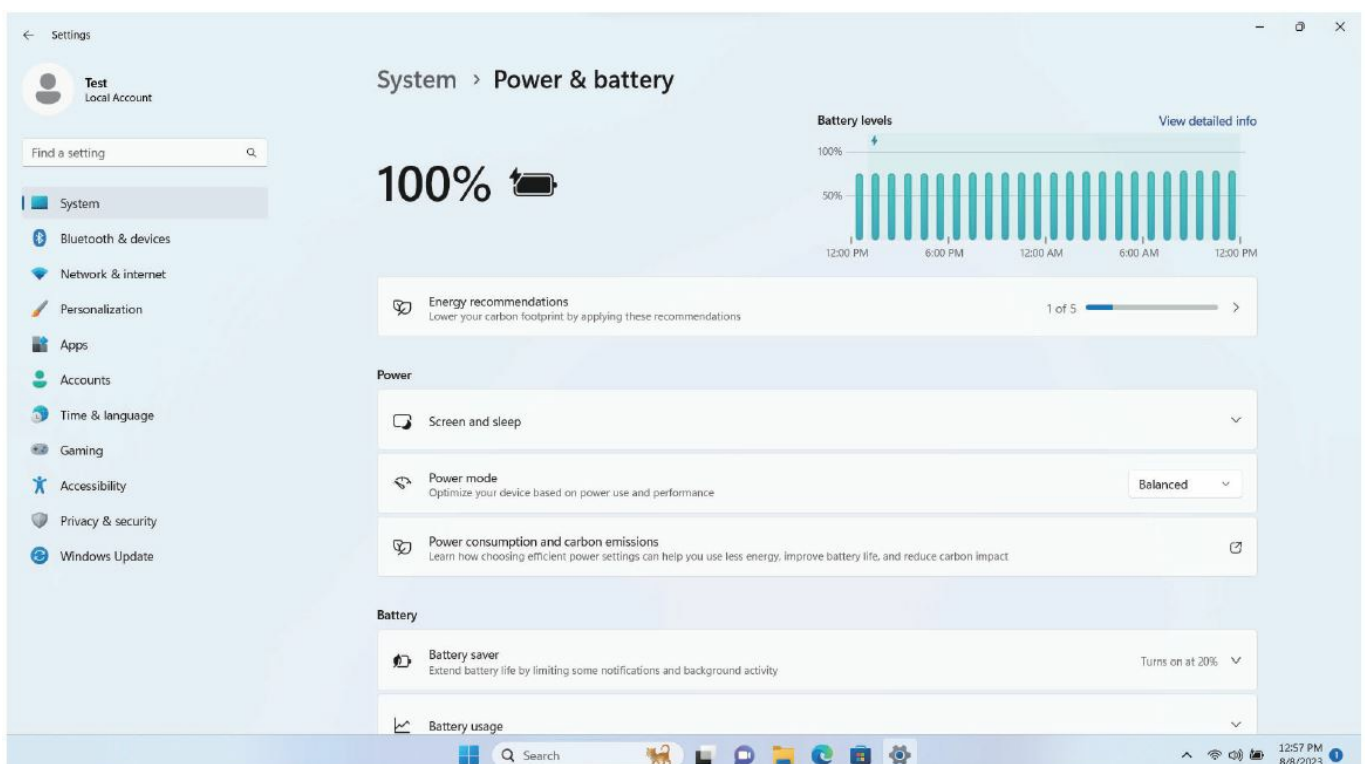 Settings
Test
Local Account
Find a setting
System
Bluetooth & devices
Network & internet
Personalization
Apps
Accounts
Time & language
Gaming
Accessibility
Privacy & security
Windows Update
System > Power & battery
100%
Battery levels
View detailed info
100%
50%
12:00 PM 6:00 PM 12:00 AM 6:00 AM 12:00 PM
Energy recommendations
Lower your carbon footprint by applying these recommendations
1 of 5
Power
Screen and sleep
Power mode
Optimize your device based on power use and performance
Balanced
Power consumption and carbon emissions
Learn how choosing efficient power settings can help you use less energy, improve battery life, and reduce carbon impact
Battery
Battery saver
Extend battery life by limiting some notifications and background activity
Turns on at 20%
Battery usage
Search
12:57 PM
8/8/2023
1